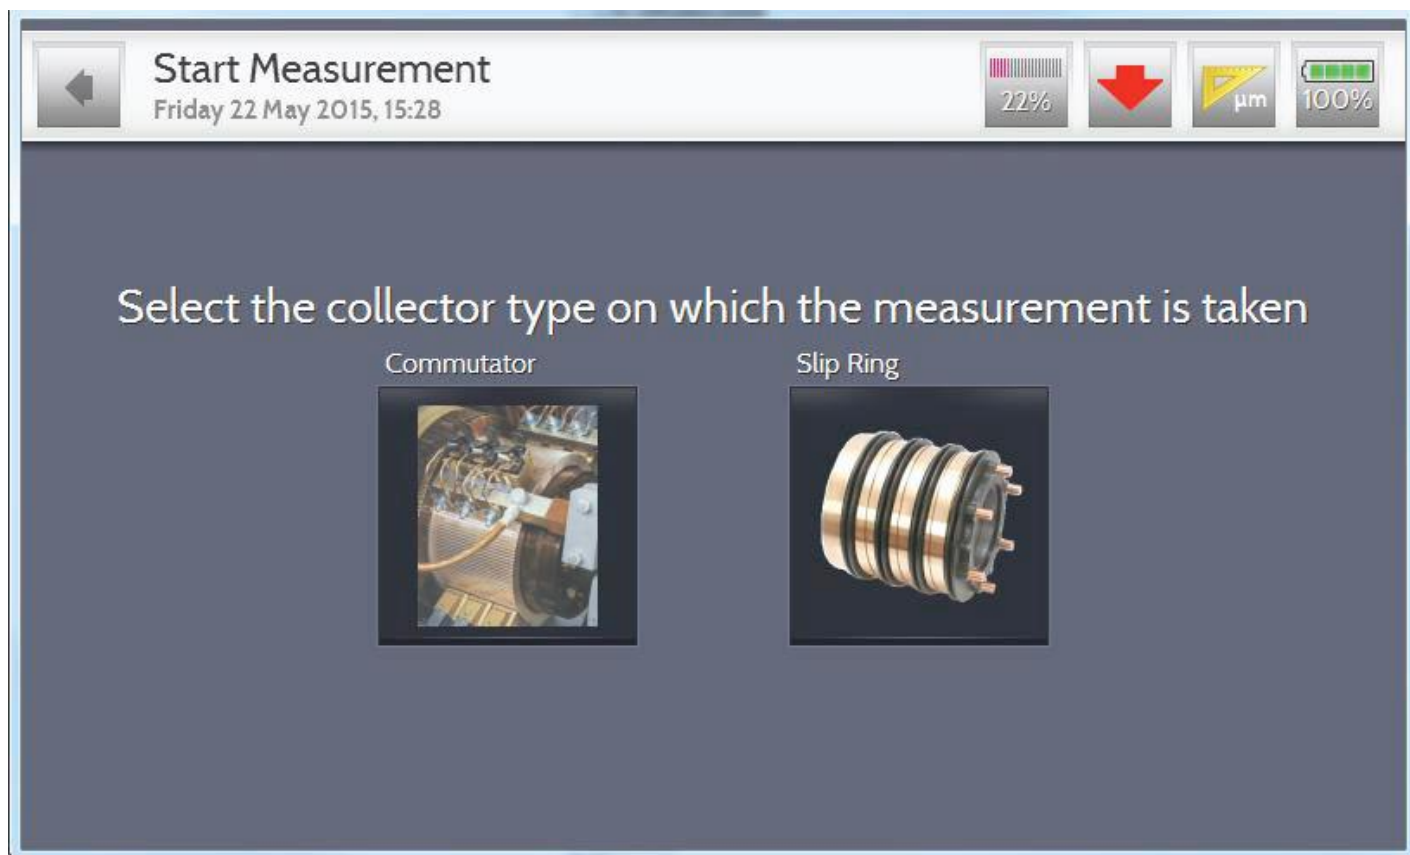 Start Measurement
Friday 22 May 2015, 15:28
22%
µm
100%
Select the collector type on which the measurement is taken
Commutator
Slip Ring